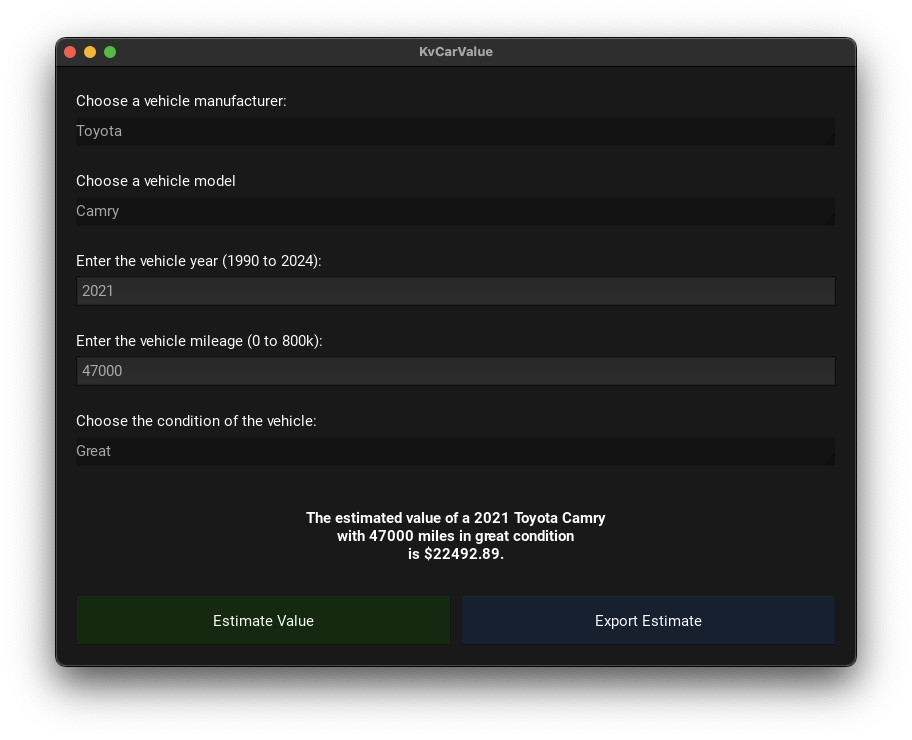 KvCarValue
Choose a vehicle manufacturer:
Toyota
Choose a vehicle model
Camry
Enter the vehicle year (1990 to 2024):
2021
Enter the vehicle mileage (0 to 800k):
47000
Choose the condition of the vehicle:
Great
The estimated value of a 2021 Toyota Camry
with 47000 miles in great condition
is $22492.89.
Estimate Value
Export Estimate